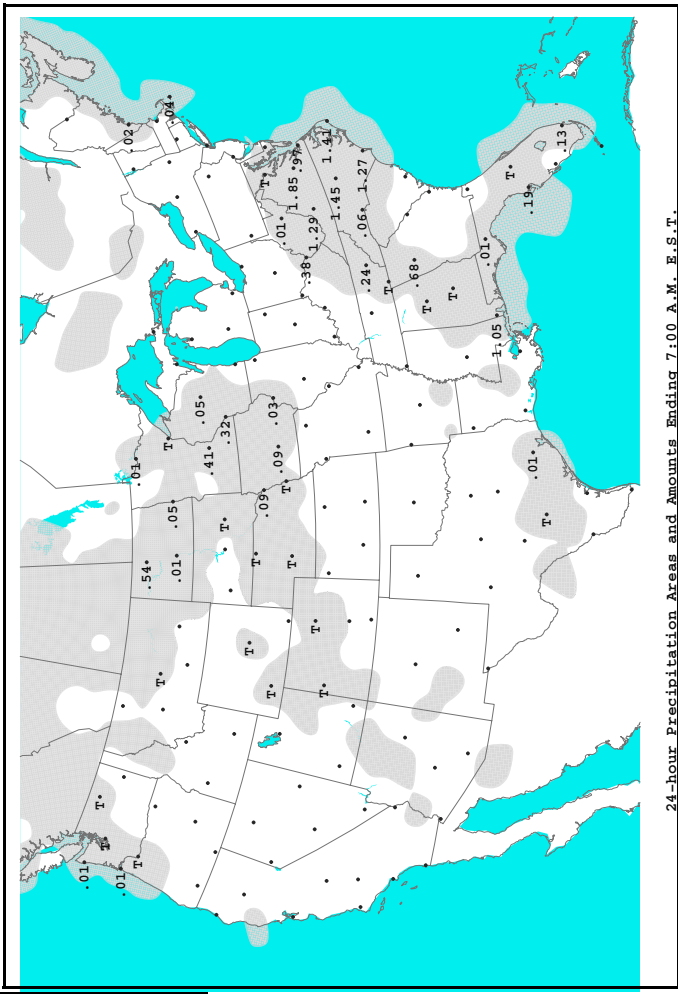 .01
T
T
.01
.02
.01
T
.54
T
T
.04
.05
.01
.05
.41
T
.32
T
T
.09
T
T
.03
.09
.01
T
T
1.85
.97
.38
1.29
T
T
1.41
1.45
.06
1.27
.24
T
.68
T
T
.01
1.05
T
.19
.01
T
.13
24-hour Precipitation Areas and Amounts Ending 7:00 A.M. E.S.T.